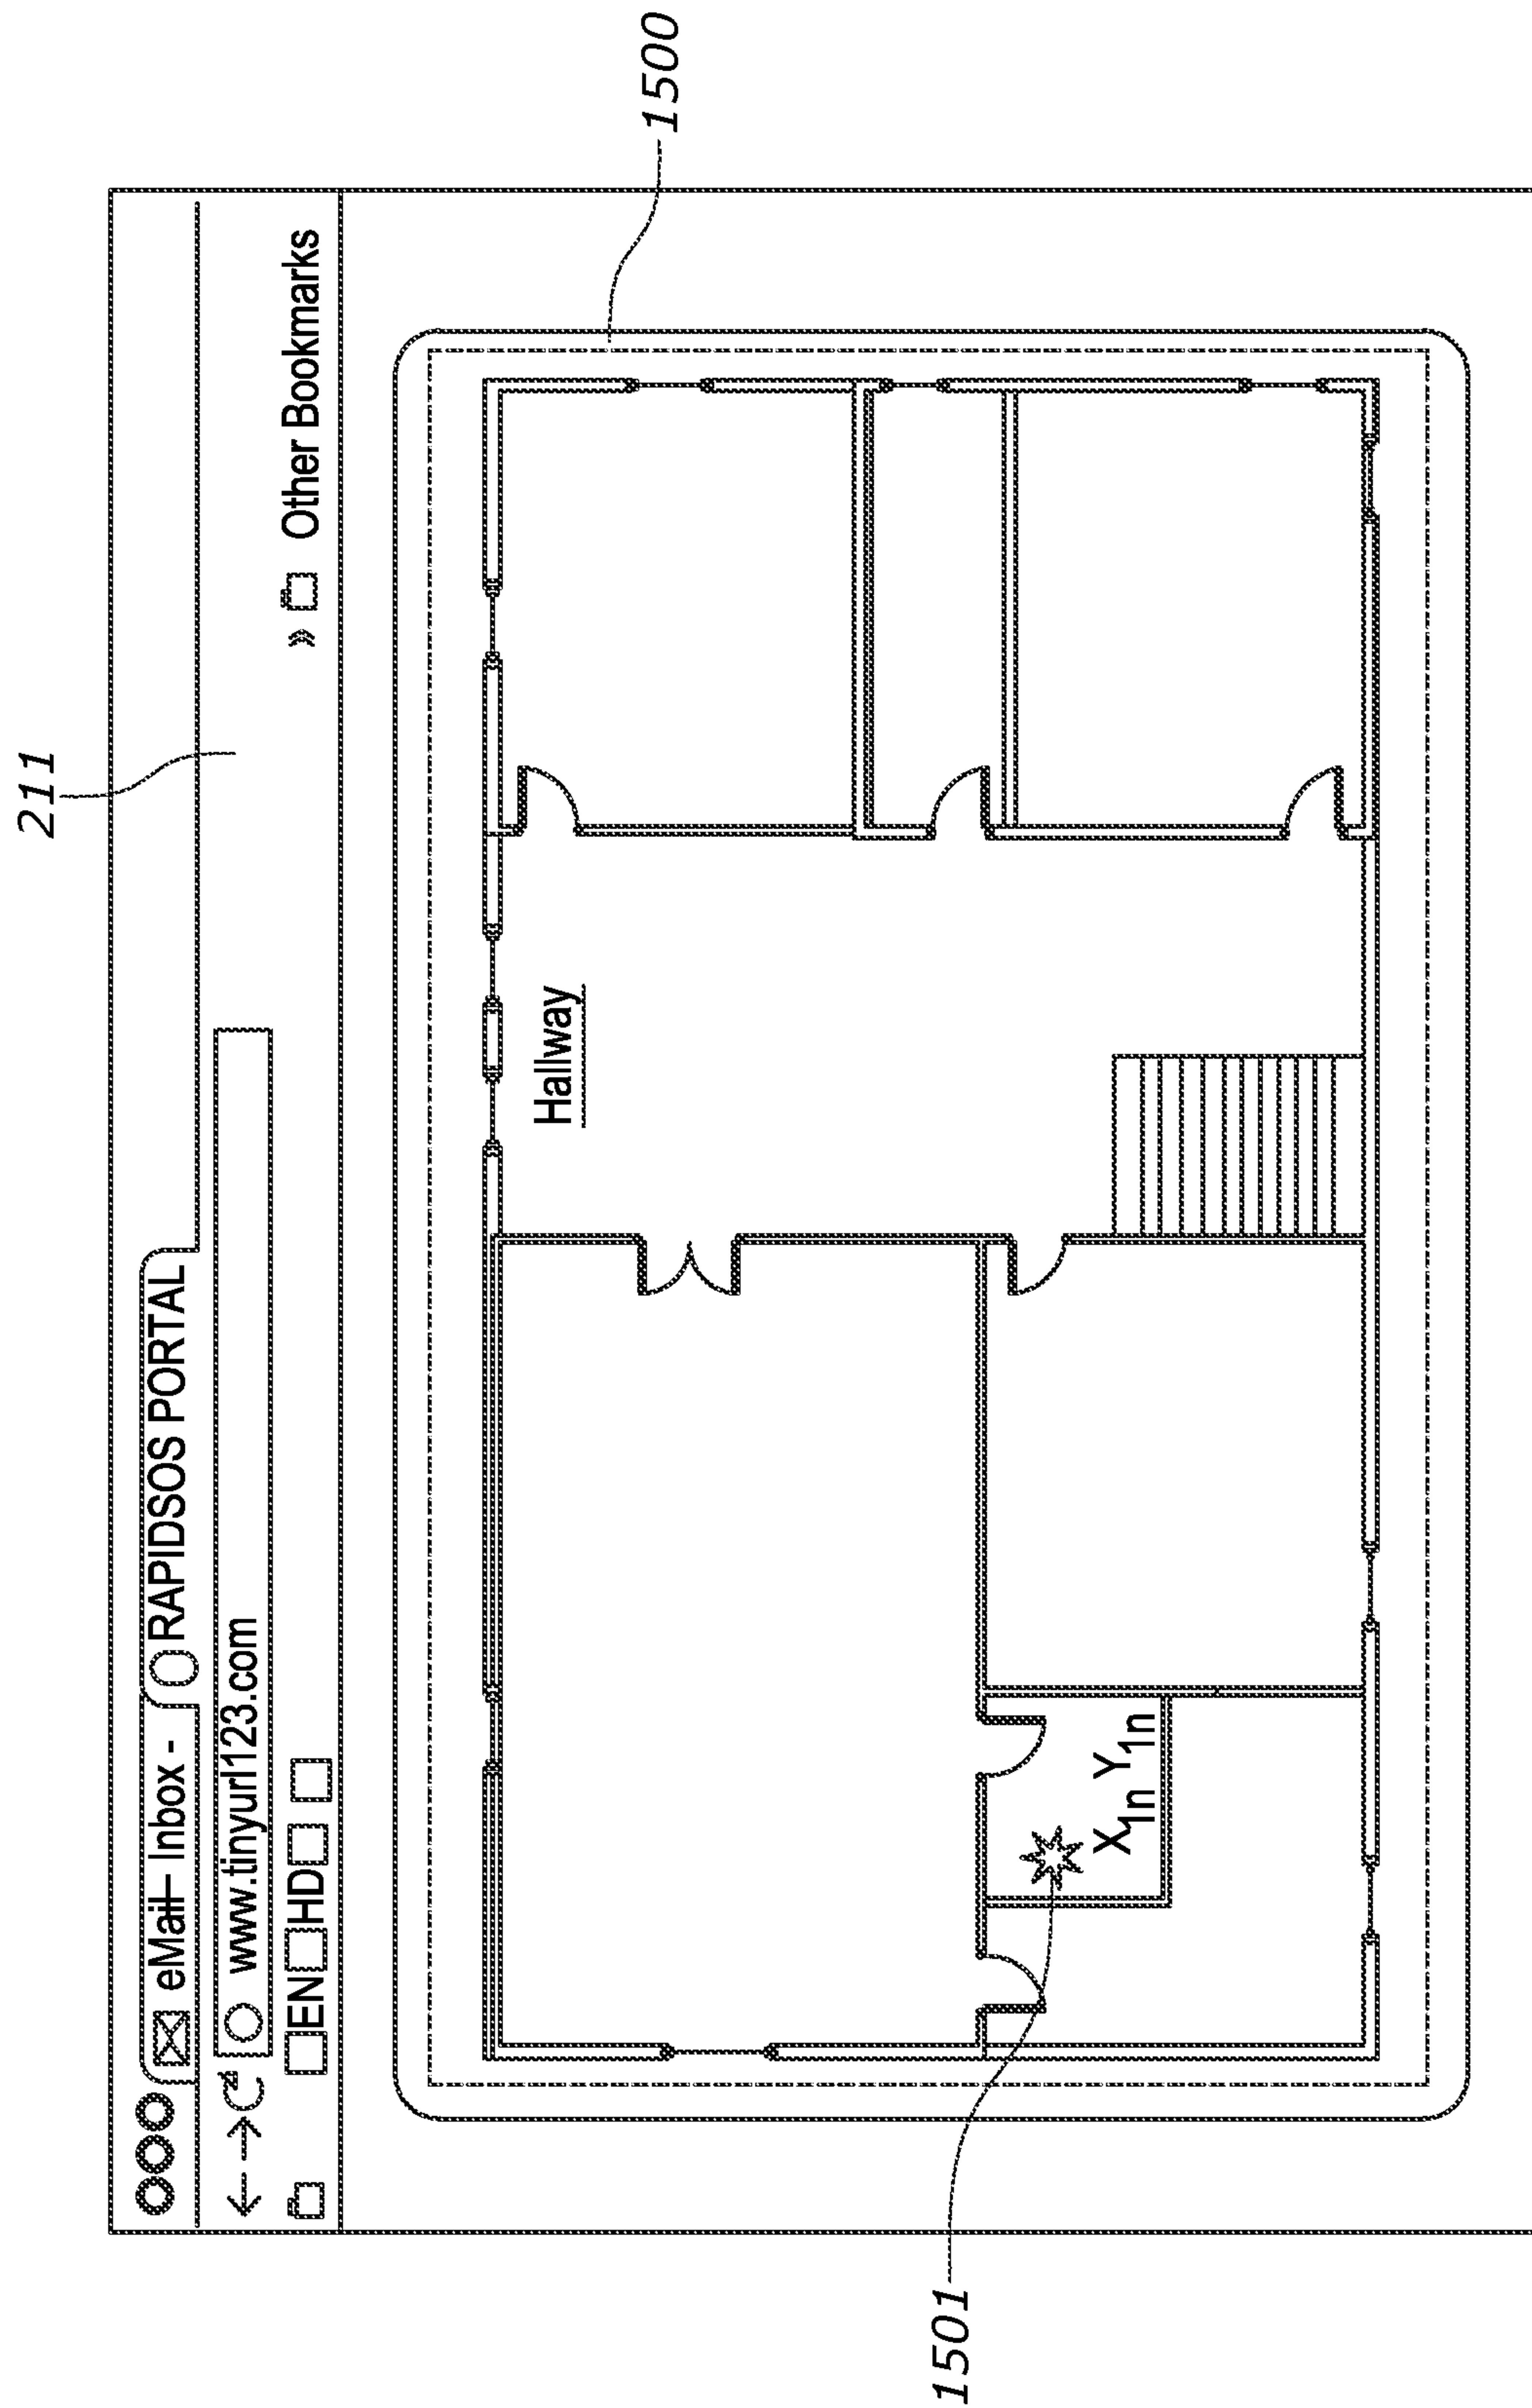 211
eMail Inbox - RAPIDSOS PORTAL
www.tinyurl123.com
EN HD » Other Bookmarks
1500
Hallway
X1n Y1n
1501